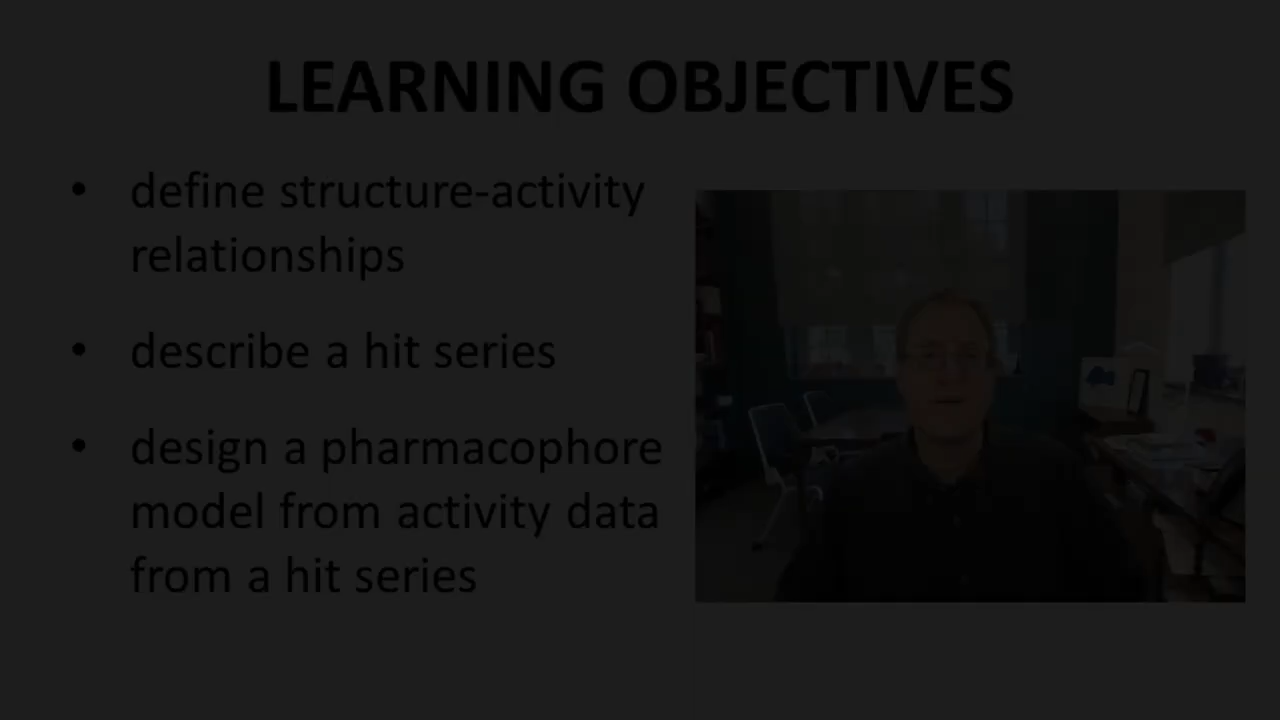 LEARNING OBJECTIVES
• define structure-activity
relationships
• describe a hit series
• design a pharmacophore
model from activity data
from a hit series